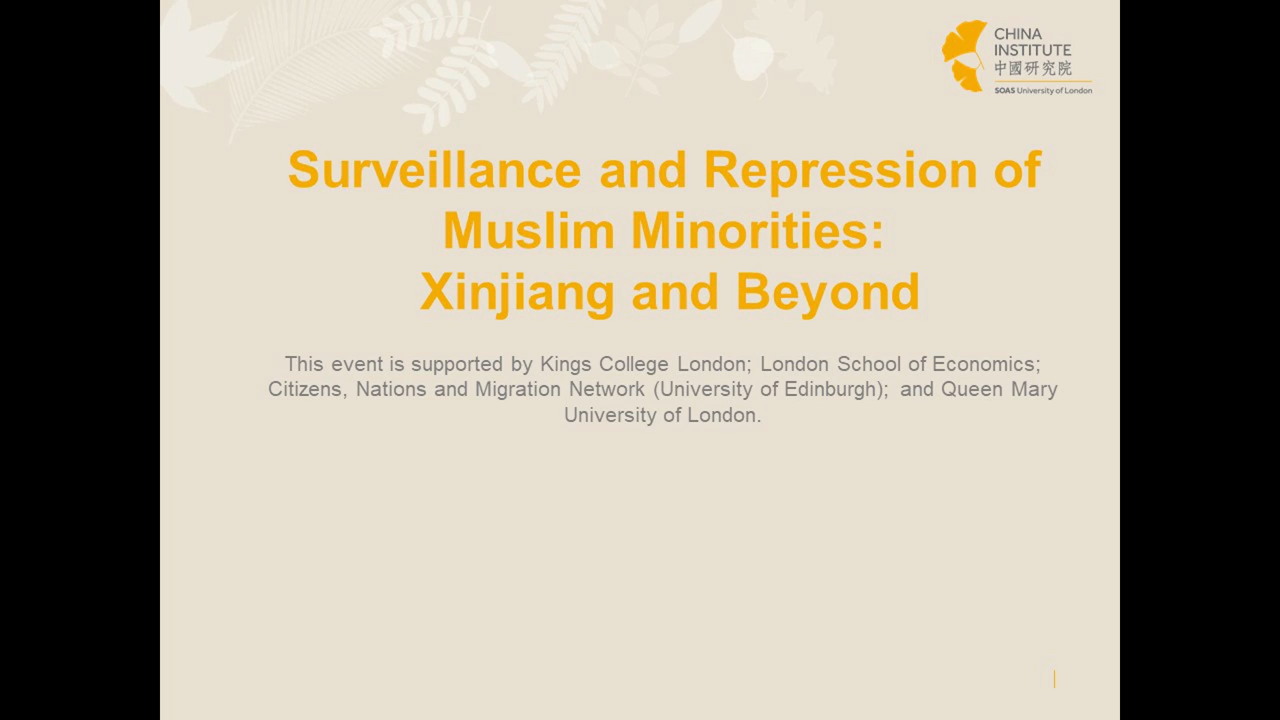 CHINA
INSTITUTE
中國研究院
SOAS University of London
Surveillance and Repression of
Muslim Minorities:
Xinjiang and Beyond
This event is supported by Kings College London; London School of Economics;
Citizens, Nations and Migration Network (University of Edinburgh); and Queen Mary
University of London.